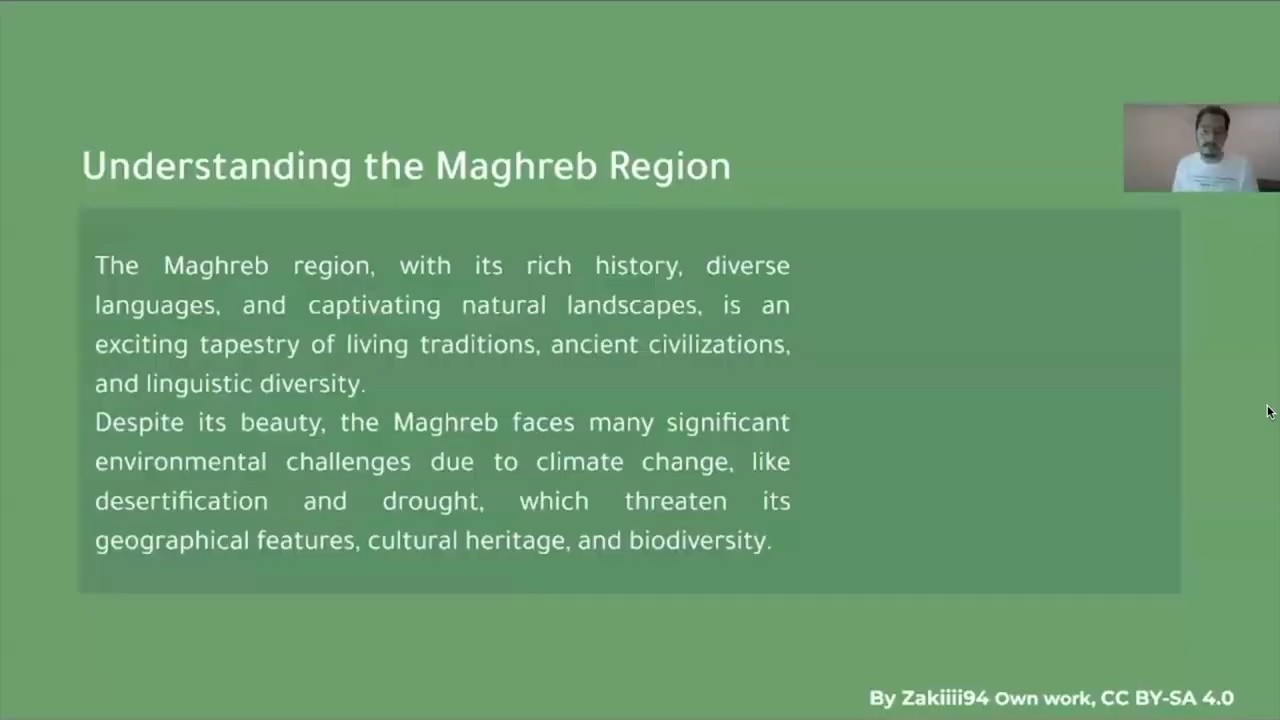 Understanding the Maghreb Region
The Maghreb region, with its rich history, diverse
languages, and captivating natural landscapes, is an
exciting tapestry of living traditions, ancient civilizations,
and linguistic diversity.
Despite its beauty, the Maghreb faces many significant
environmental challenges due to climate change, like
desertification and drought, which threaten its
geographical features, cultural heritage, and biodiversity.
By Zakiiii94 Own work, CC BY-SA 4.0